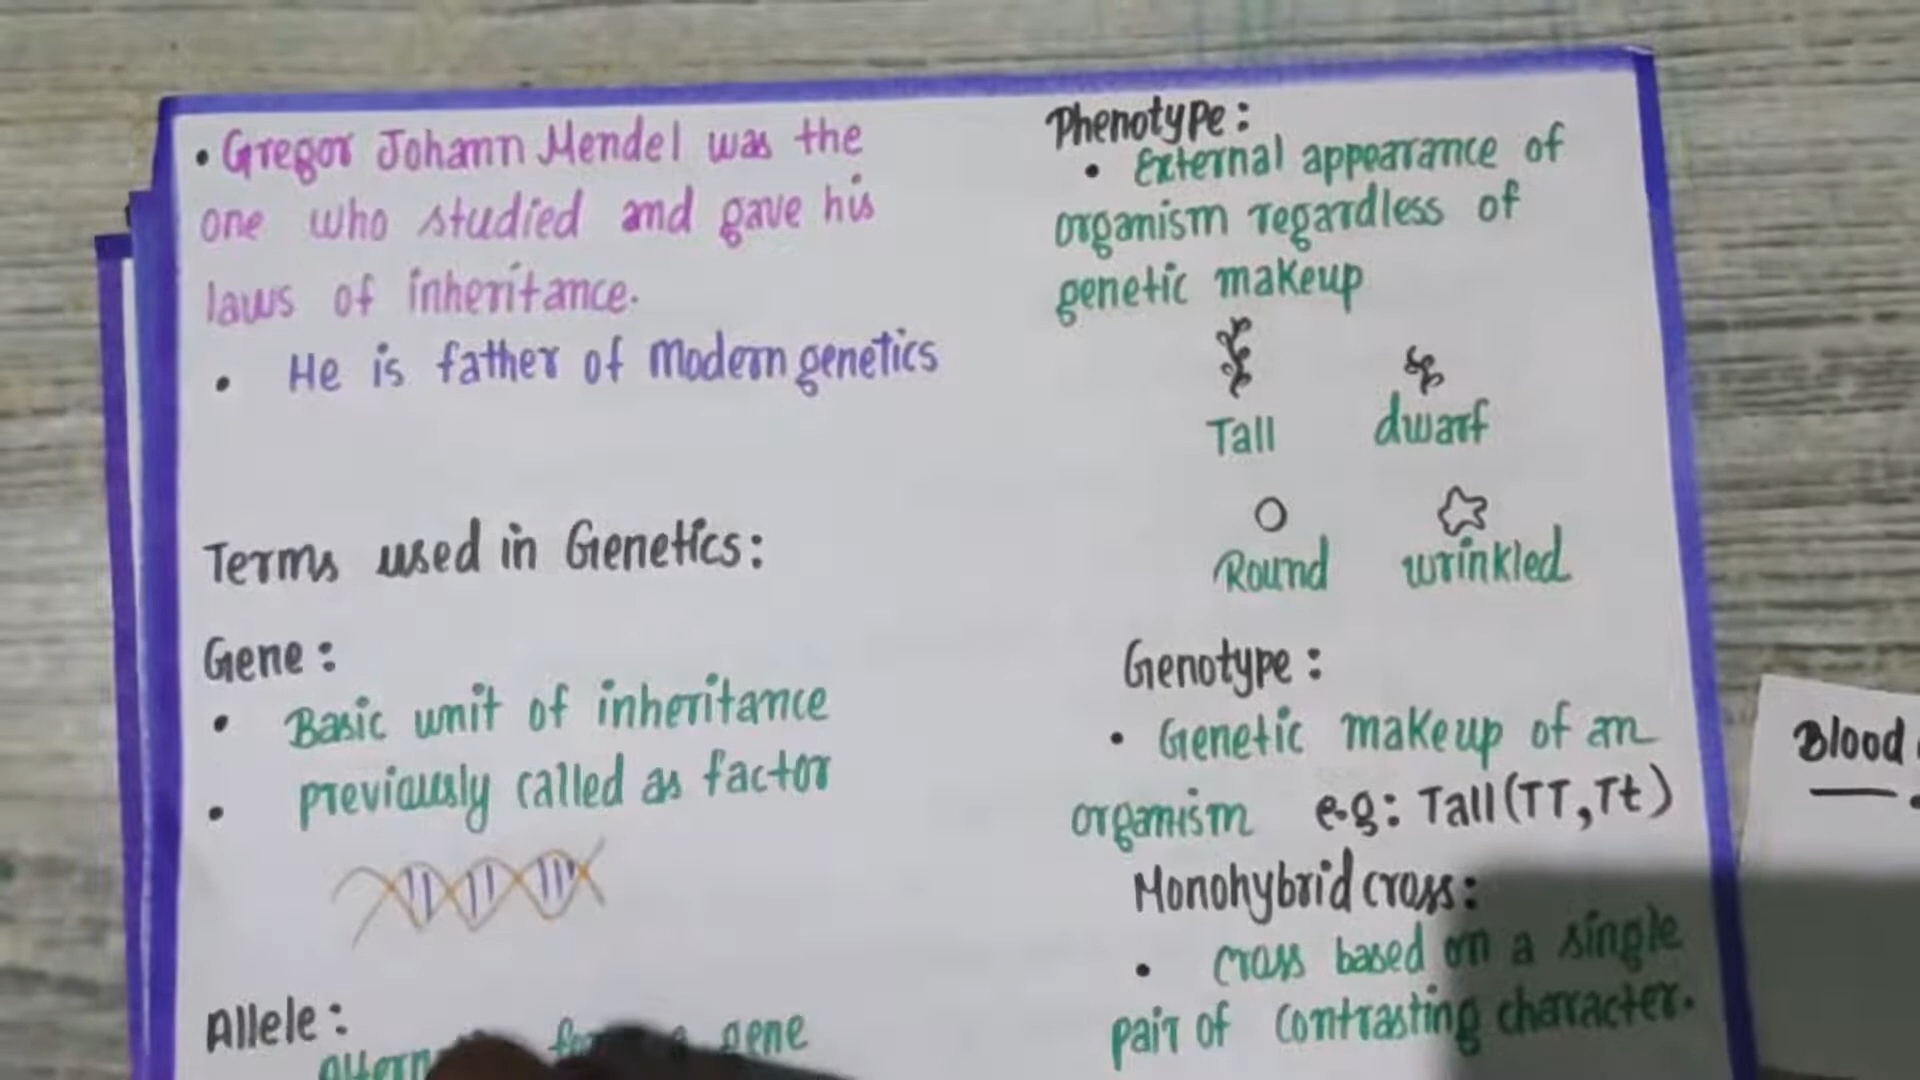 • Gregor Johann Mendel was the
one who studied and gave his
laws of inheritance.
• He is father of Modern genetics
Terms used in Genetics:
Gene:
• Basic unit of inheritance
• previously called as factor
Allele:
gene
Phenotype:
• External appearance of
organism regardless of
genetic makeup
Tall dwarf
Round wrinkled
Genotype:
• Genetic makeup of an
organism e.g: Tall (TT, Tt)
Monohybrid cross:
• cross based on a single
pair of contrasting character.
Blood